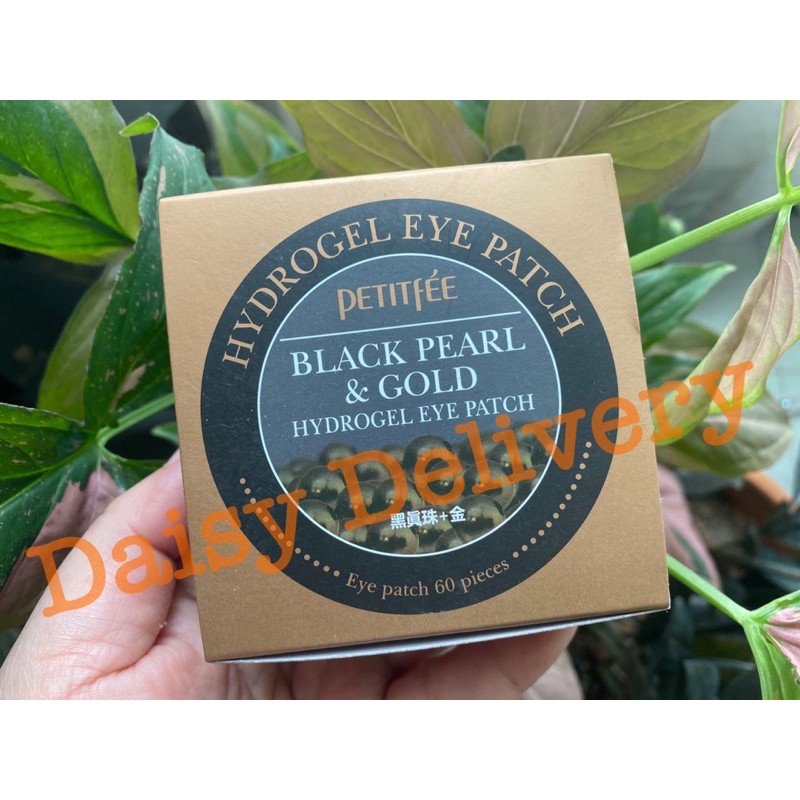 HYDROGEL EYE PATCH
PETITFÉE
BLACK PEARL
& GOLD
HYDROGEL EYE PATCH
黑眞珠+金
Eye patch 60 pieces
Daisy Delivery